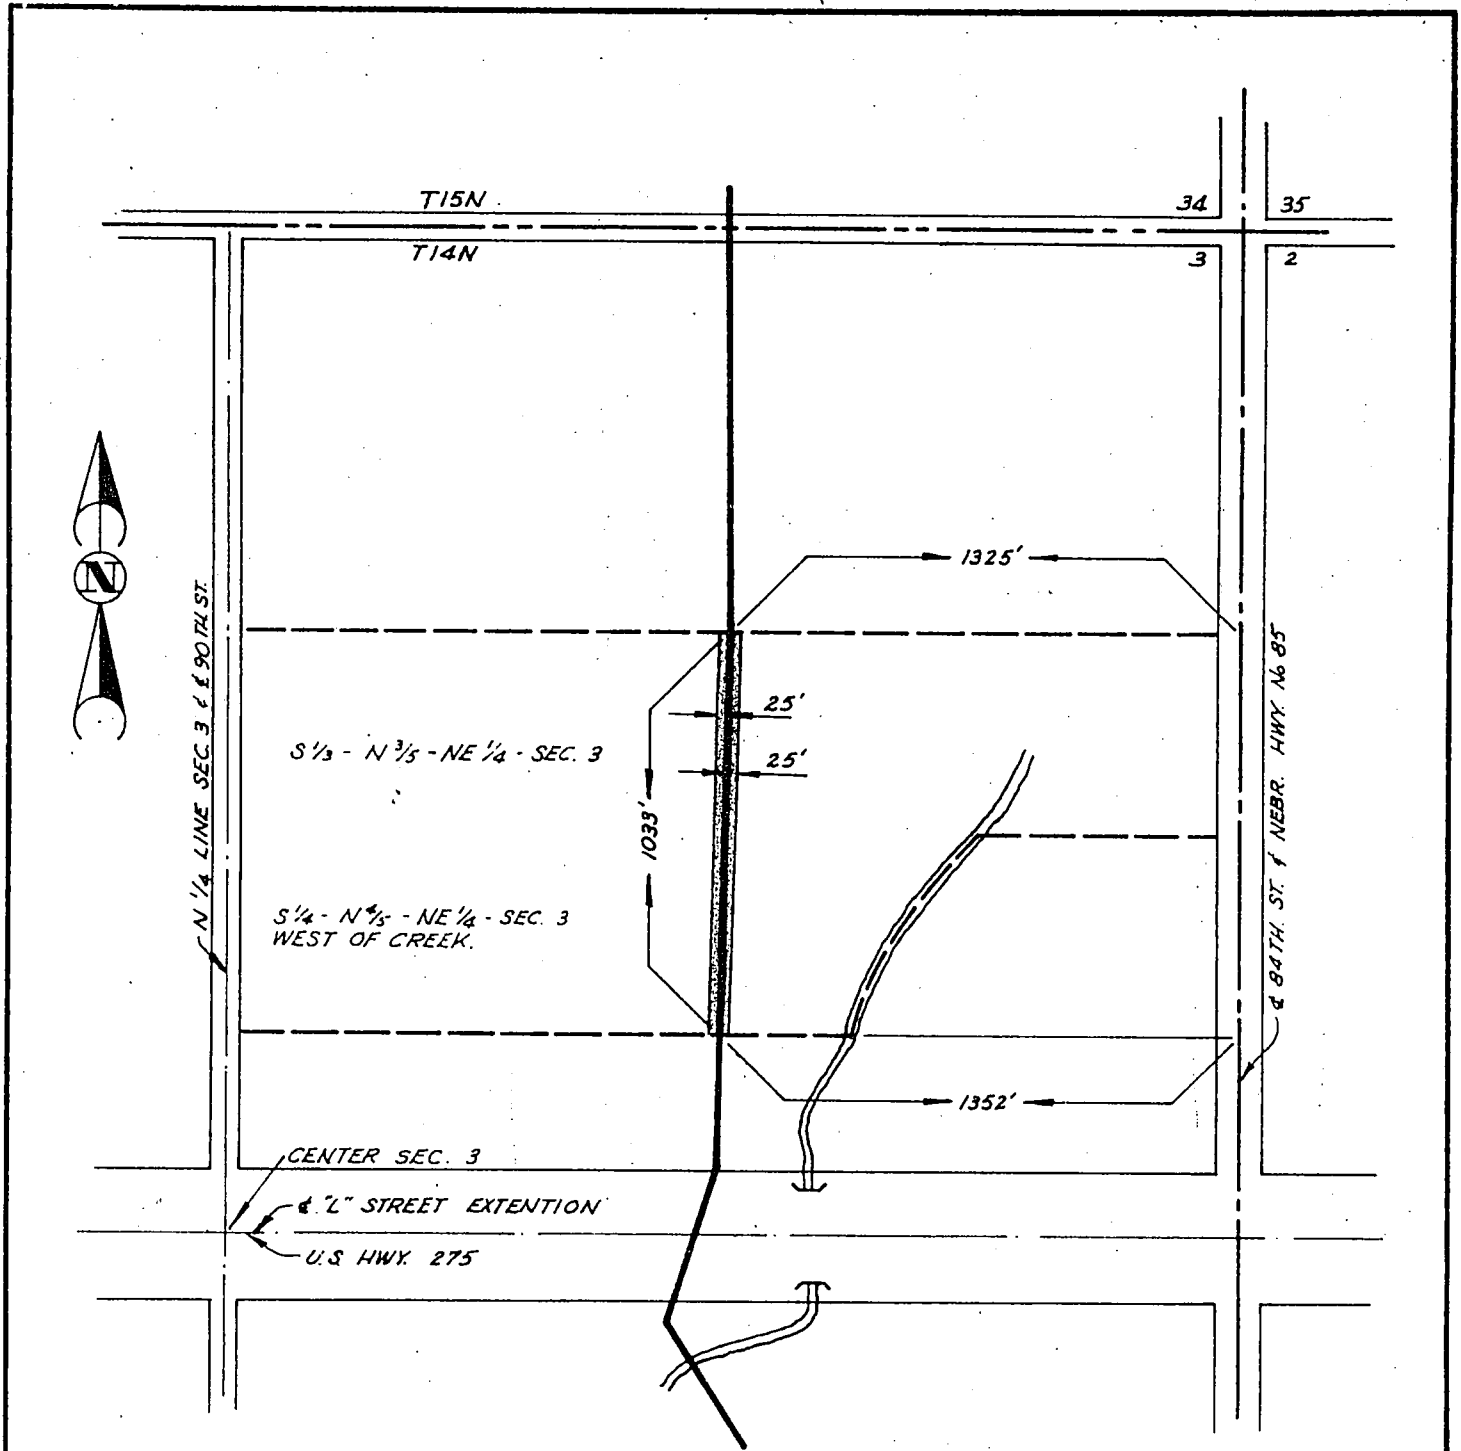 T15N
34 35
T14N
3 2
N
1325'
25'
S 1/3 - N 3/5 - NE 1/4 - SEC. 3
25'
1033'
N 1/4 LINE SEC. 3 & ℄ 90TH ST.
℄ 84TH. ST. & NEBR. HWY. No 85
S 1/4 - N 4/5 - NE 1/4 - SEC. 3
WEST OF CREEK.
1352'
CENTER SEC. 3
℄ "L" STREET EXTENTION
U.S. HWY. 275